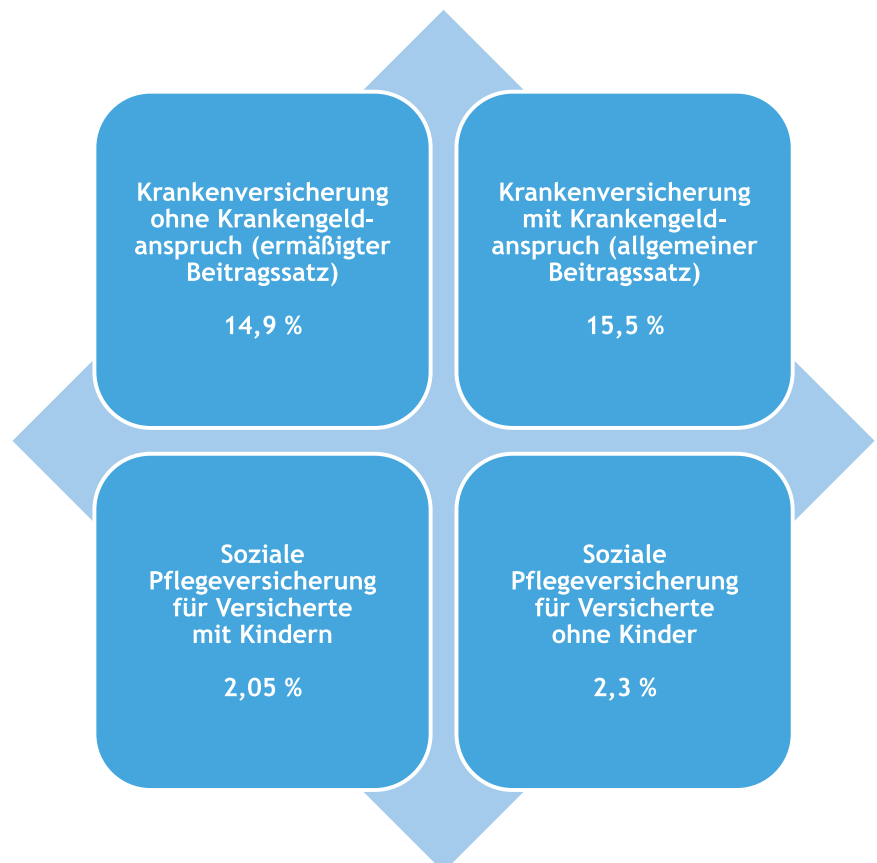 Krankenversicherung
ohne Krankengeld-
anspruch (ermäßigter
Beitragssatz)
14,9 %
Krankenversicherung
mit Krankengeld-
anspruch (allgemeiner
Beitragssatz)
15,5 %
Soziale
Pflegeversicherung
für Versicherte
mit Kindern
2,05 %
Soziale
Pflegeversicherung
für Versicherte
ohne Kinder
2,3 %